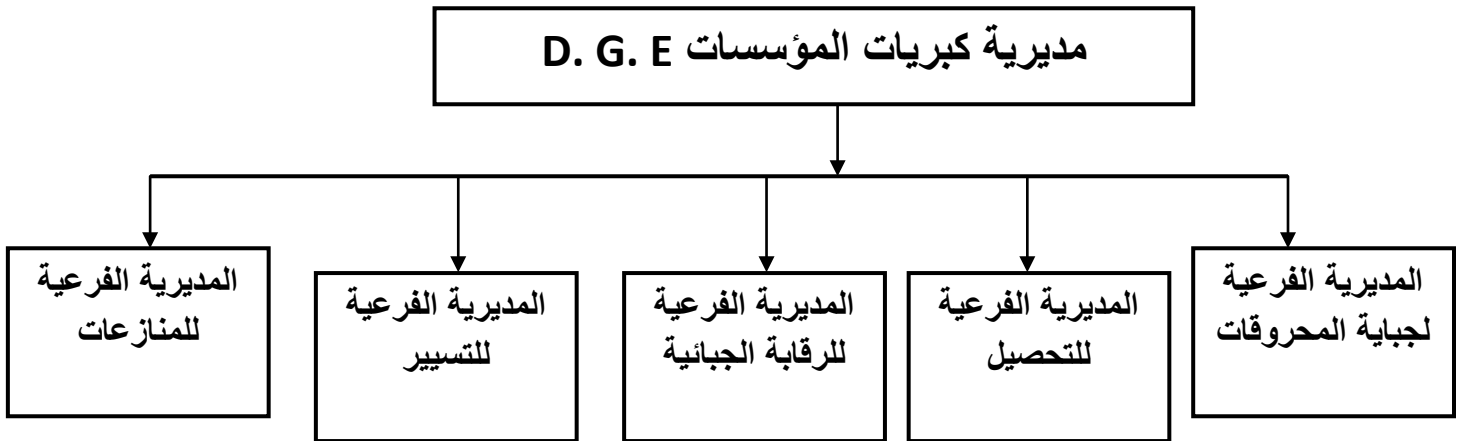 مديرية كبريات المؤسسات D. G. E
المديرية الفرعية
لجباية المحروقات
المديرية الفرعية
للتحصيل
المديرية الفرعية
للرقابة الجبائية
المديرية الفرعية
للتسيير
المديرية الفرعية
للمنازعات